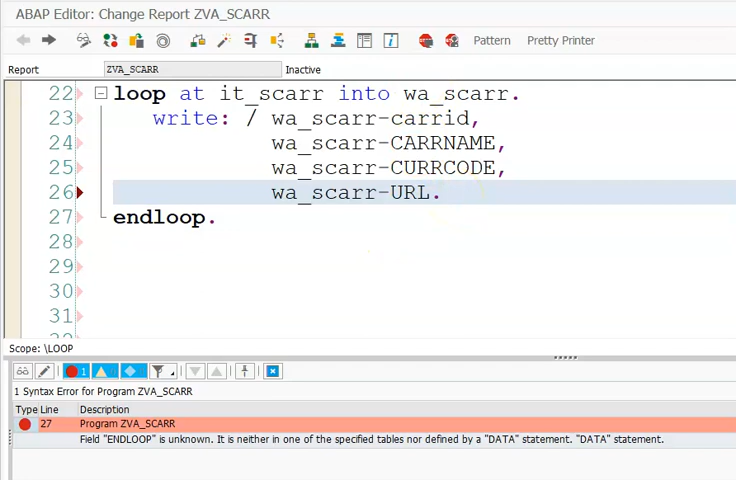 ABAP Editor: Change Report ZVA_SCARR
Pattern Pretty Printer
Report ZVA_SCARR Inactive
22 loop at it_scarr into wa_scarr.
23 write: / wa_scarr-carrid,
24 wa_scarr-CARRNAME,
25 wa_scarr-CURRCODE,
26 wa_scarr-URL.
27 endloop.
28
29
30
31
Scope: \LOOP
1
1 Syntax Error for Program ZVA_SCARR
Type Line Description
27 Program ZVA_SCARR
Field "ENDLOOP" is unknown. It is neither in one of the specified tables nor defined by a "DATA" statement. "DATA" statement.